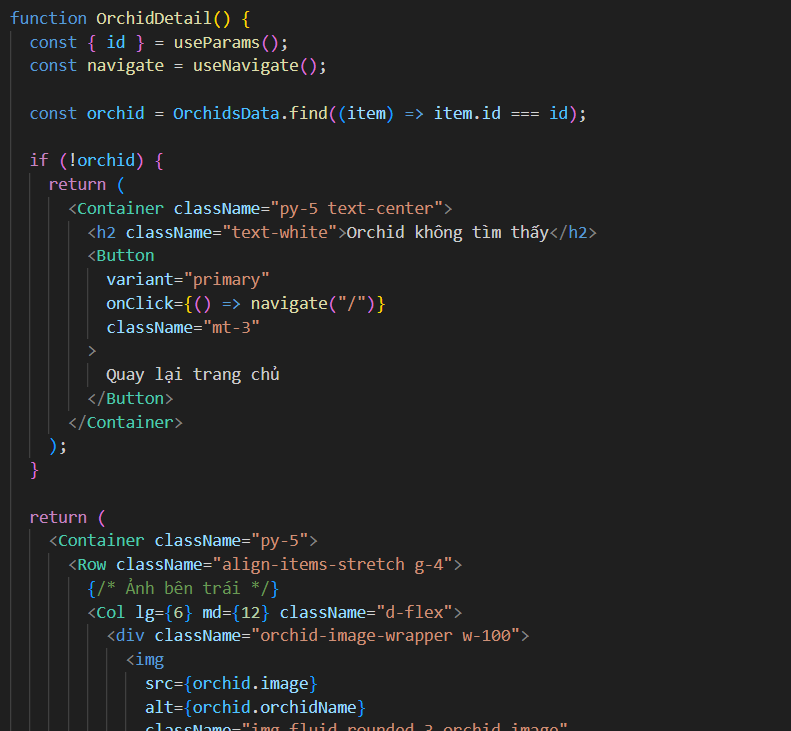 function OrchidDetail() {
const { id } = useParams();
const navigate = useNavigate();
const orchid = OrchidsData.find((item) => item.id === id);
if (!orchid) {
return (
<Container className="py-5 text-center">
<h2 className="text-white">Orchid không tìm thấy</h2>
<Button
variant="primary"
onClick={() => navigate("/")}
className="mt-3"
>
Quay lại trang chủ
</Button>
</Container>
);
}
return (
<Container className="py-5">
<Row className="align-items-stretch g-4">
{/* Ảnh bên trái */}
<Col lg={6} md={12} className="d-flex">
<div className="orchid-image-wrapper w-100">
<img
src={orchid.image}
alt={orchid.orchidName}
className="img-fluid rounded-3 orchid-image"